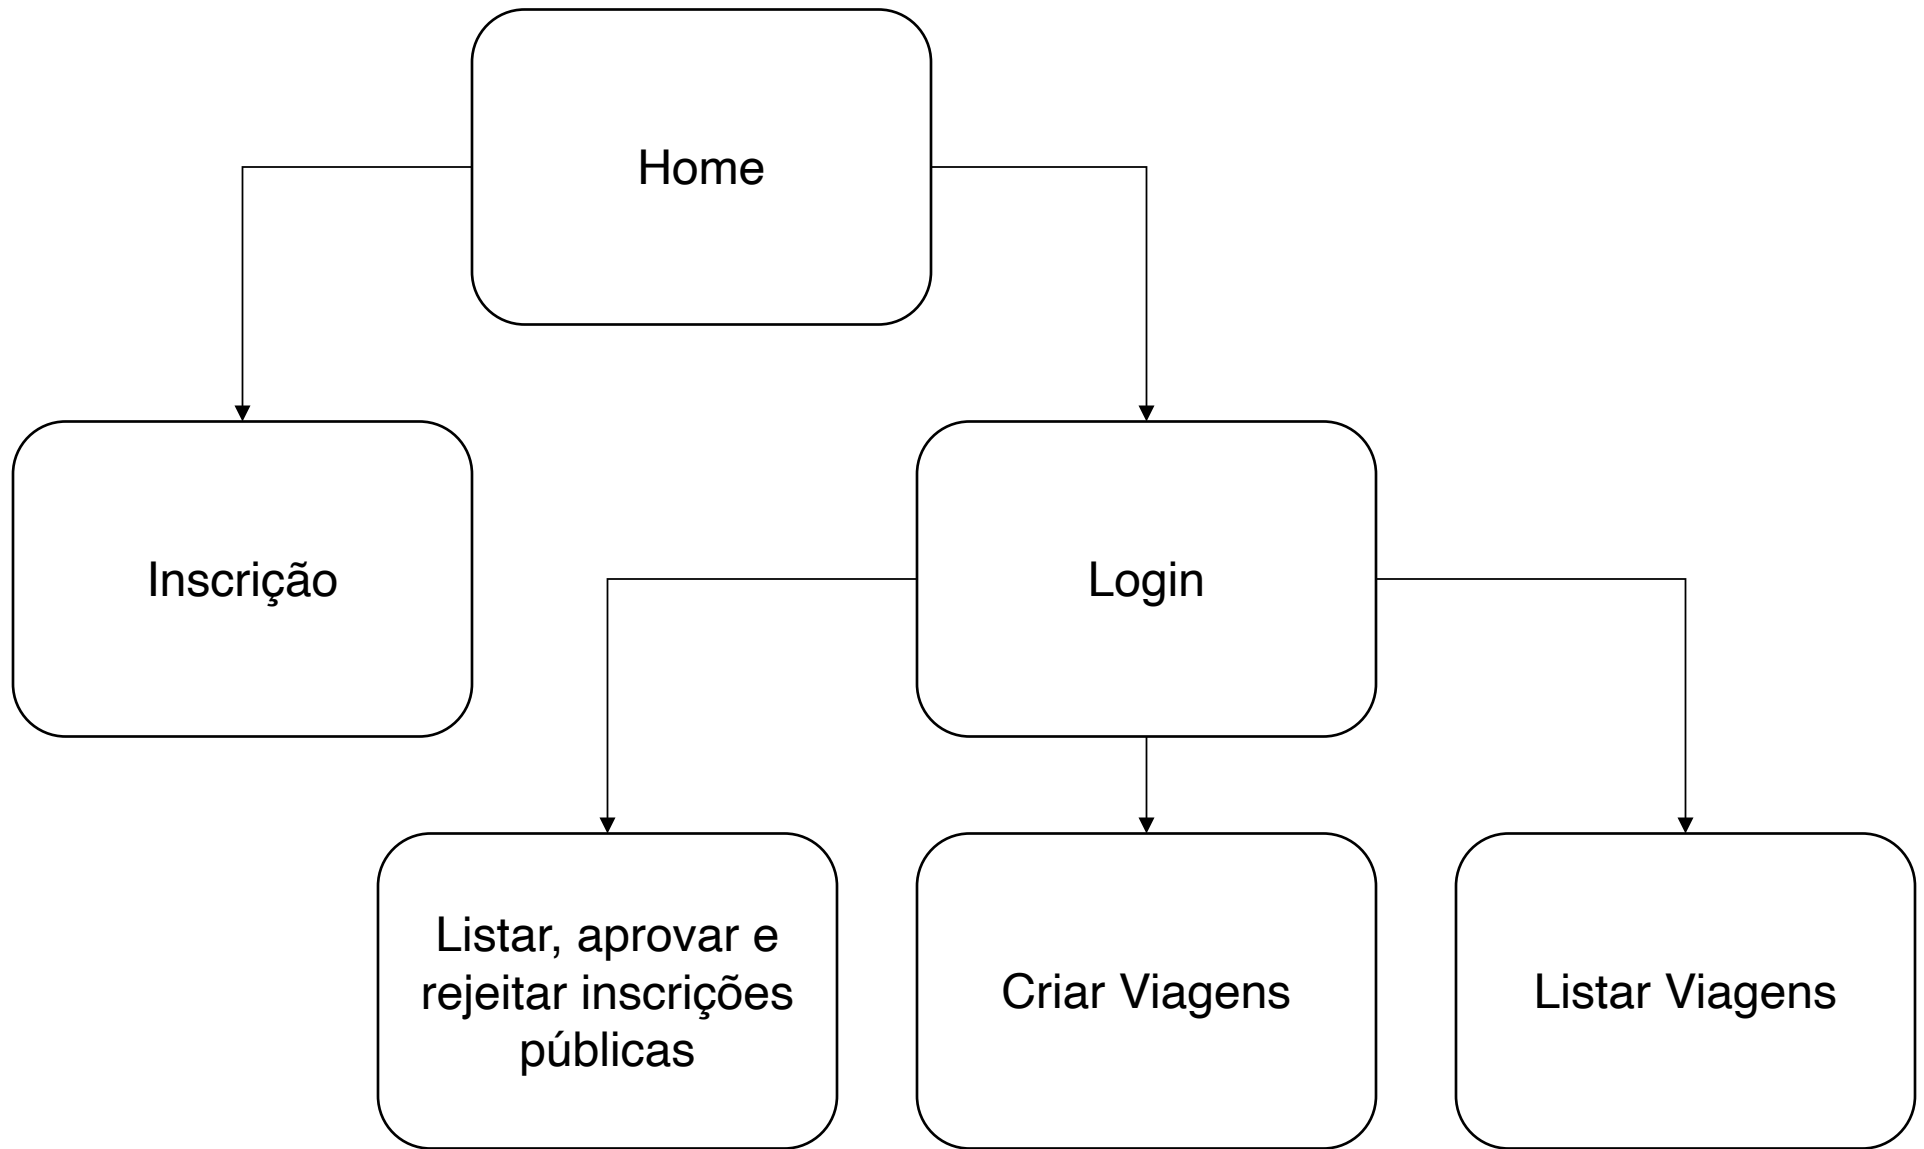 Home
Inscrição
Login
Listar, aprovar e
rejeitar inscrições
públicas
Criar Viagens
Listar Viagens